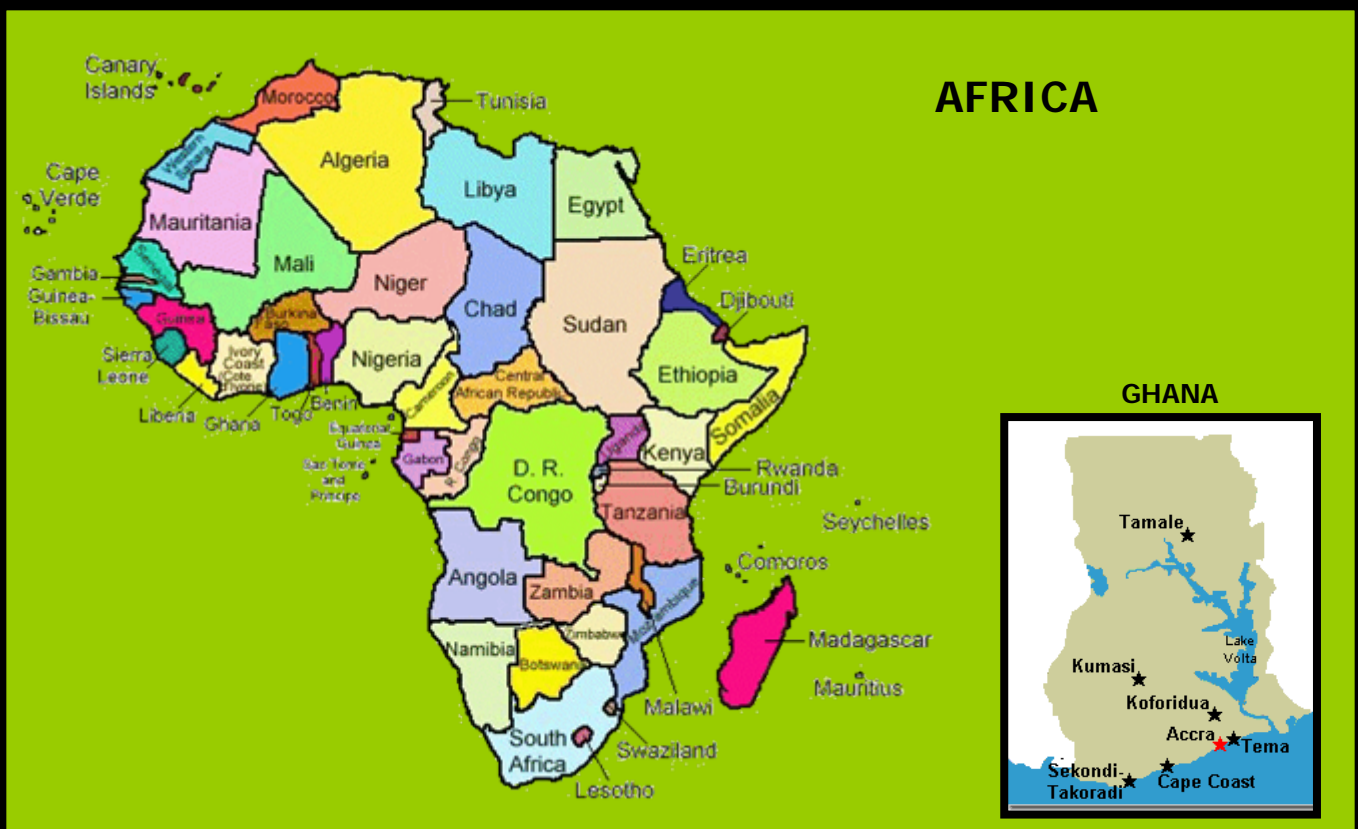 AFRICA
Canary
Islands
Morocco
Tunisia
Western
Sahara
Algeria
Libya
Egypt
Cape
Verde
Mauritania
Mali
Niger
Chad
Sudan
Eritrea
Djibouti
Senegal
Gambia
Guinea-
Bissau
Guinea
Burkina
Faso
Sierra
Leone
Ivory
Coast
(Cote
Liberia
Ghana
Togo
Benin
Nigeria
Cameroon
Central
African Republic
Ethiopia
Somalia
Equatorial
Guinea
Sao Tome
and
Principe
Gabon
R. Congo
D. R.
Congo
Uganda
Kenya
Rwanda
Burundi
Tanzania
Seychelles
Comoros
Angola
Zambia
Mozambique
Zimbabwe
Namibia
Botswana
Madagascar
Mauritius
Malawi
Swaziland
South
Africa
Lesotho
GHANA
Tamale
Lake
Volta
Kumasi
Koforidua
Accra
Tema
Sekondi-
Takoradi
Cape Coast